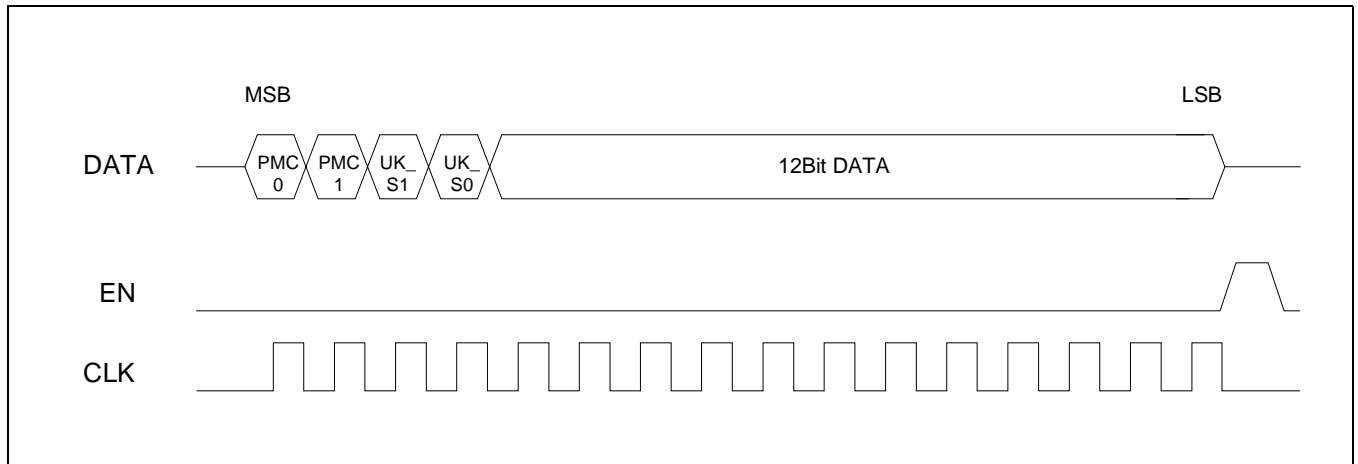 MSB LSB
DATA PMC 0 PMC 1 UK_ S1 UK_ S0 12Bit DATA
EN
CLK